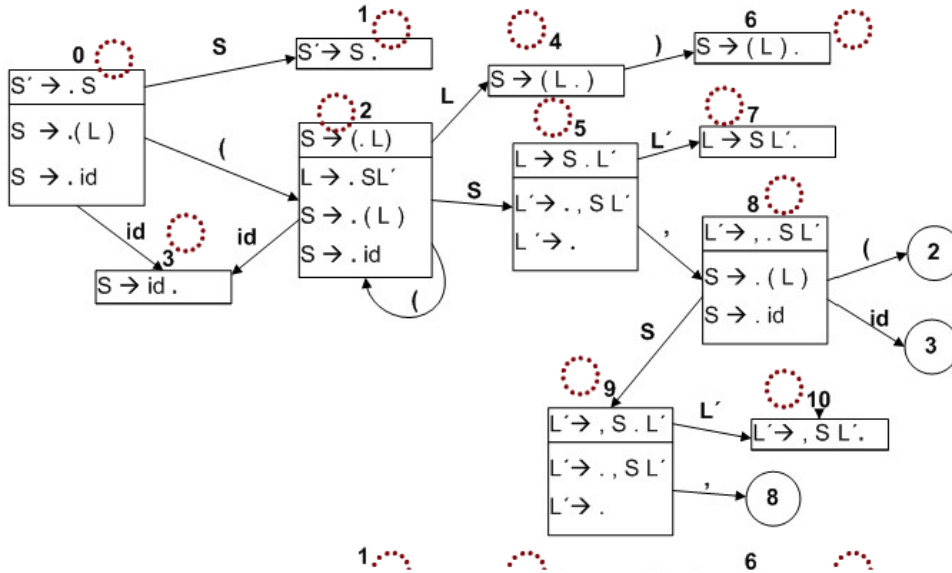 0
S´ → . S
S → .( L )
S → . id
S
1
S´→ S .
(
id
3
S → id .
2
S → (. L)
L → . SL´
S → . ( L )
S → . id
id
(
L
4
S → ( L . )
)
6
S → ( L ) .
S
5
L → S . L´
L´→ . , S L´
L´→ .
L´
7
L → S L´.
,
8
L´→ , . S L´
S → . ( L )
S → . id
(
2
id
3
S
9
L´→ , S . L´
L´→ . , S L´
L´→ .
L´
10
L´→ , S L´.
,
8
1
6